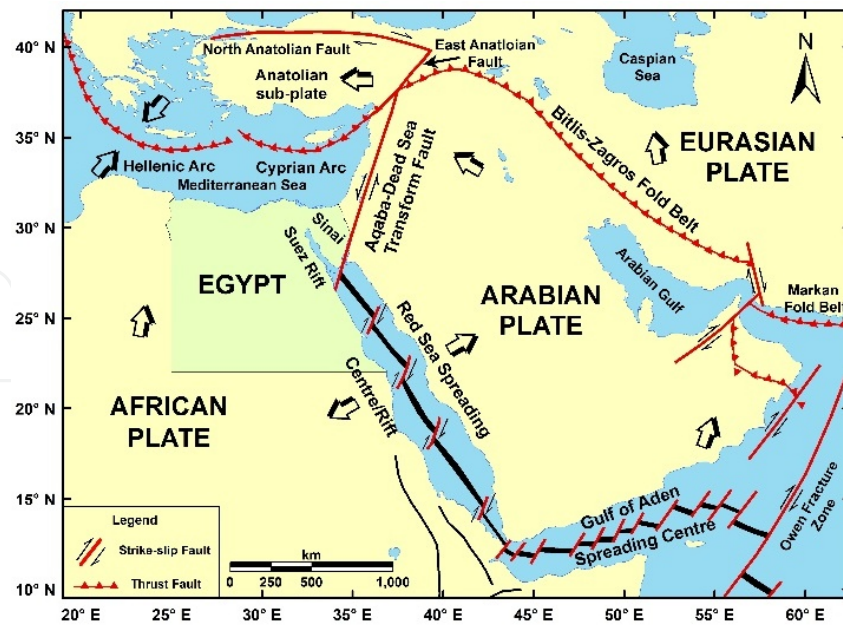 40° N
35° N
30° N
25° N
20° N
15° N
10° N
North Anatolian Fault
East Anatloian
Fault
Anatolian
sub-plate
Caspian
Sea
N
EURASIAN
PLATE
Bitlis-Zagros Fold Belt
Hellenic Arc
Cyprian Arc
Mediterranean Sea
Aqaba-Dead Sea
Transform Fault
Sinai
Suez Rift
EGYPT
Arabian Gulf
Markan
Fold Belt
ARABIAN
PLATE
Red Sea Spreading
Centre/Rift
AFRICAN
PLATE
Gulf of Aden
Spreading Centre
Owen Fracture
Zone
Legend
Strike-slip Fault
Thrust Fault
km
0 250 500 1,000
20° E 25° E 30° E 35° E 40° E 45° E 50° E 55° E 60° E